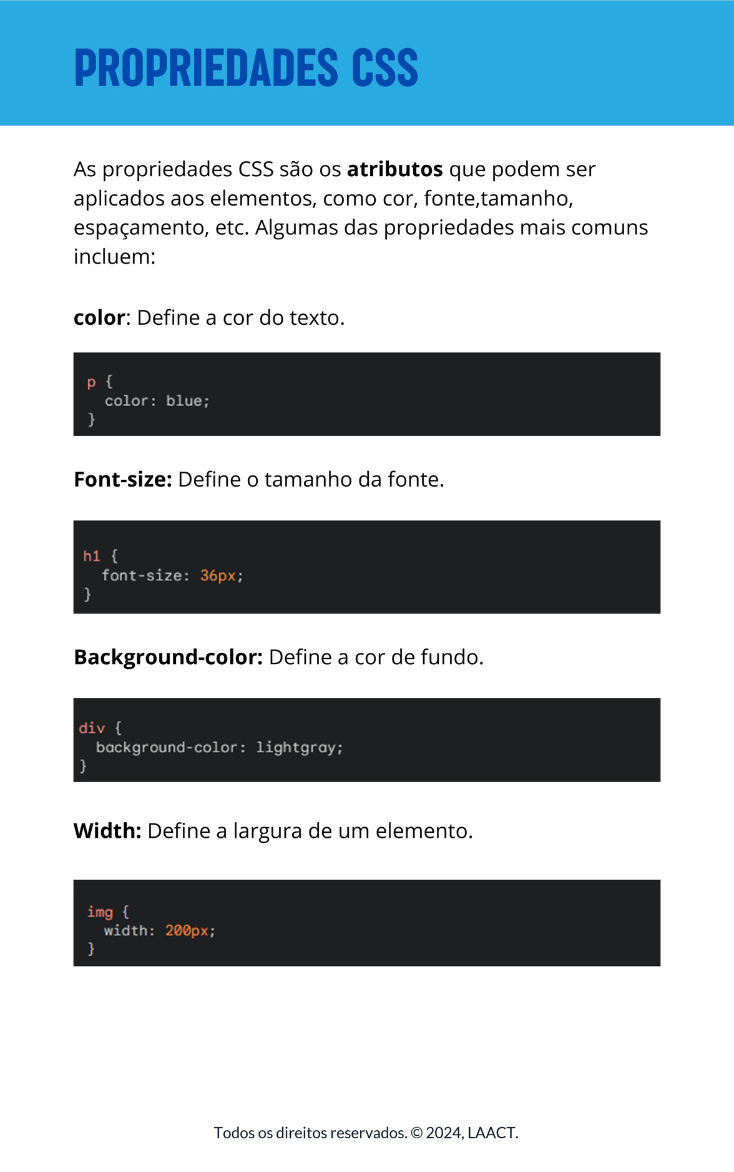 PROPRIEDADES CSS
As propriedades CSS são os atributos que podem ser
aplicados aos elementos, como cor, fonte,tamanho,
espaçamento, etc. Algumas das propriedades mais comuns
incluem:
color: Define a cor do texto.
p {
  color: blue;
}
Font-size: Define o tamanho da fonte.
h1 {
  font-size: 36px;
}
Background-color: Define a cor de fundo.
div {
  background-color: lightgray;
}
Width: Define a largura de um elemento.
img {
  width: 200px;
}
Todos os direitos reservados. © 2024, LAACT.